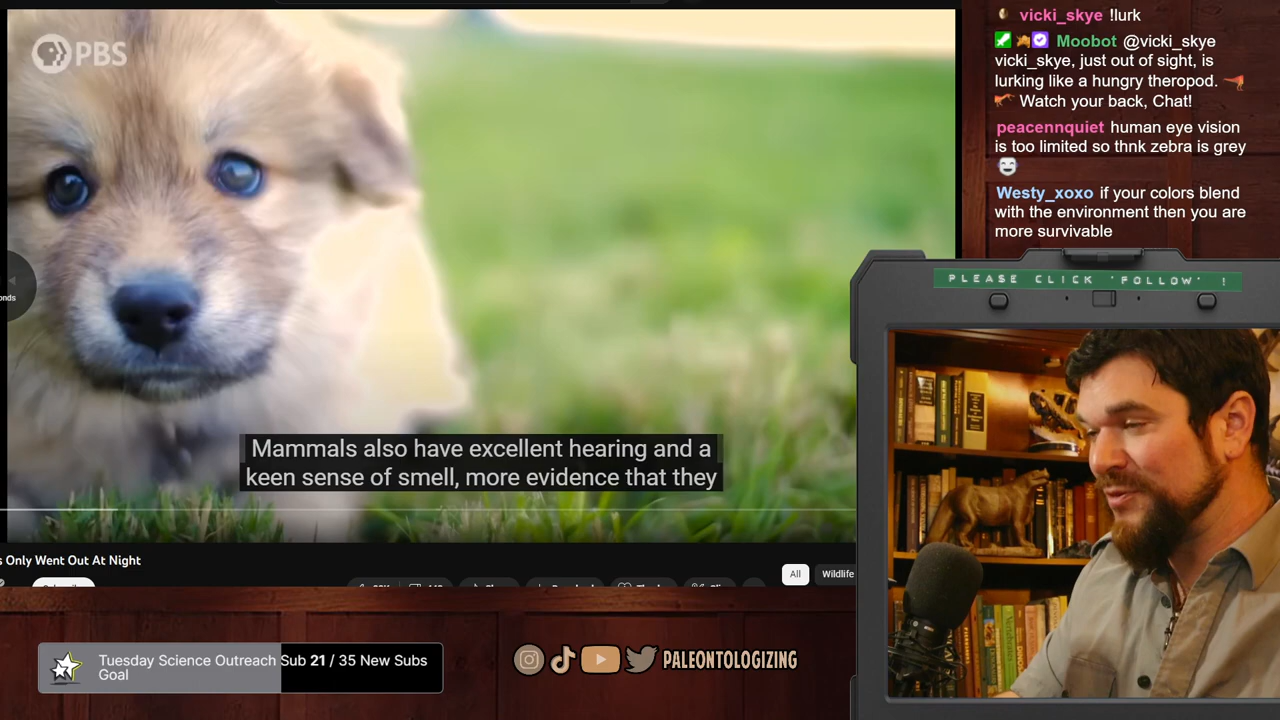 PBS
vicki_skye !lurk
Moobot @vicki_skye
vicki_skye, just out of sight, is
lurking like a hungry theropod.
Watch your back, Chat!
peacennquiet human eye vision
is too limited so thnk zebra is grey
Westy_xoxo if your colors blend
with the environment then you are
more survivable
PLEASE CLICK 'FOLLOW' !
onds
Mammals also have excellent hearing and a
keen sense of smell, more evidence that they
s Only Went Out At Night
All
Wildlife
Tuesday Science Outreach Sub 21 / 35 New Subs
Goal
PALEONTOLOGIZING